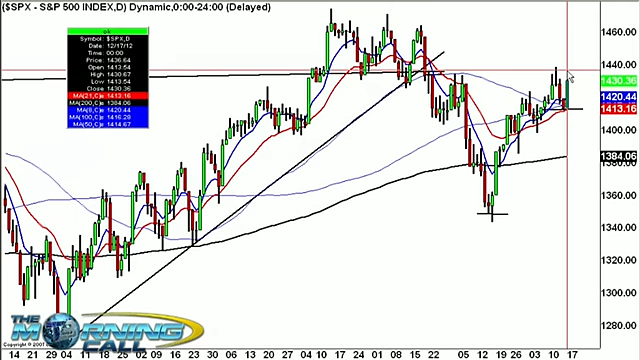 ($SPX - S&P 500 INDEX,D) Dynamic,0:00-24:00 (Delayed)
Symbol $SPX,D
Date: 12/17/12
Time: 00:00
Price: 1436.64
Open: 1413.54
High: 1430.67
Low: 1413.54
Close: 1430.36
MA(21,C)= 1413.16
MA(200,C)= 1384.06
MA(8,C)= 1420.44
MA(100,C)= 1416.28
MA(50,C)= 1414.67
1460.00
1440.00
1430.36
1420.44
1413.16
1400.00
1384.06
1360.00
1340.00
1320.00
1300.00
1280.00
THE MORNING CALL
14 21 29 04 11 18 25 02 09 16 23 30 06 13 20 27 04 10 17 24 01 08 15 22 05 12 19 26 03 10 17